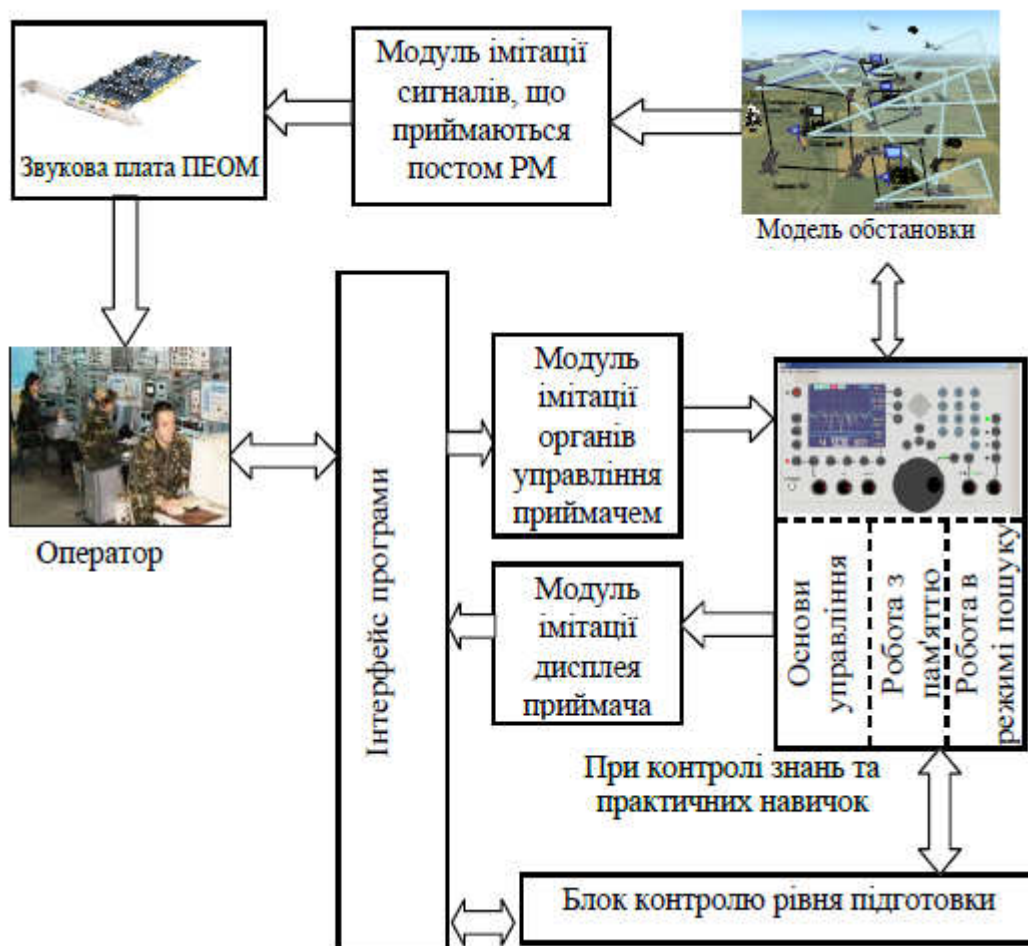 Модуль імітації
сигналів, що
приймаються
постом РМ
Звукова плата ПЕОМ
Модель обстановки
Оператор
Інтерфейс програми
Модуль
імітації
органів
управління
приймачем
Модуль
імітації
дисплея
приймача
Основи
управління
Робота з
пам'яттю
Робота в
режимі пошуку
При контролі знань та
практичних навичок
Блок контролю рівня підготовки